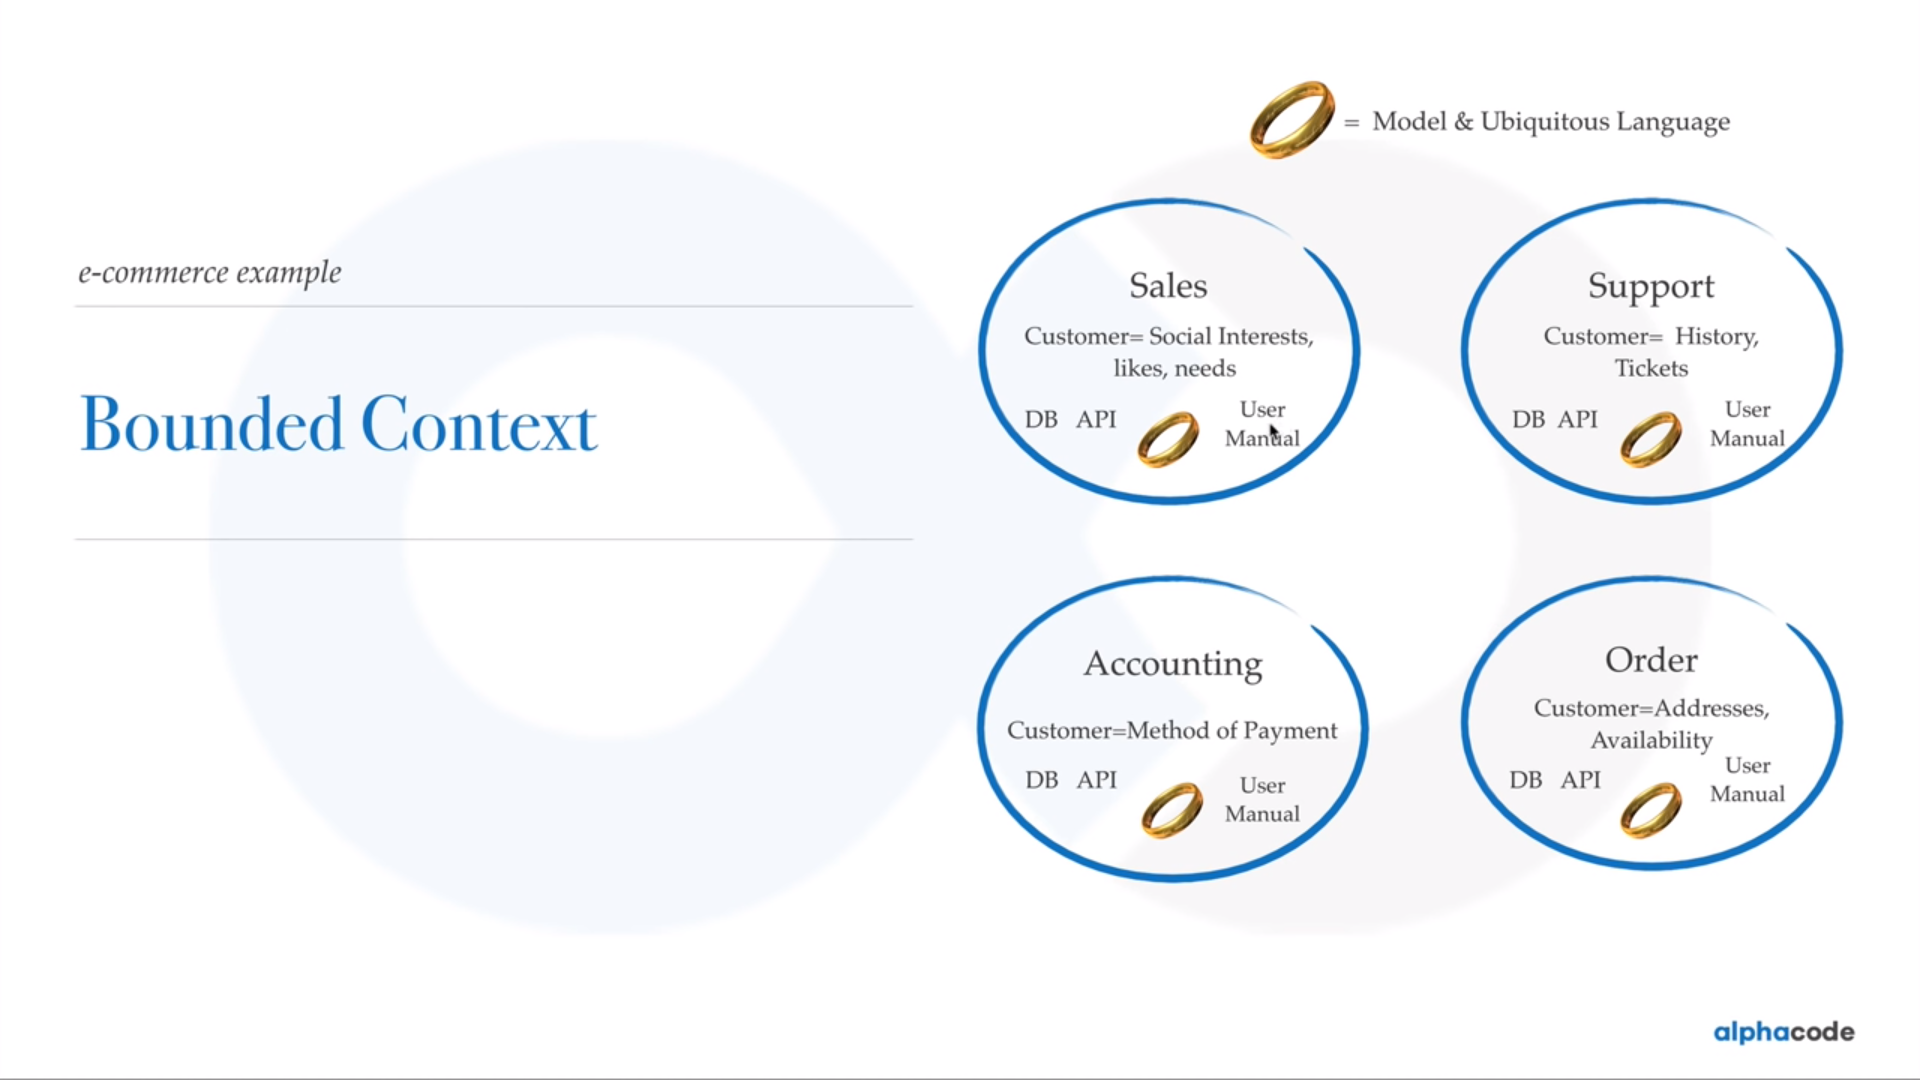 = Model & Ubiquitous Language
e-commerce example
Bounded Context
Sales
Customer= Social Interests,
likes, needs
DB API
User
Manual
Support
Customer= History,
Tickets
DB API
User
Manual
Accounting
Customer=Method of Payment
DB API
User
Manual
Order
Customer=Addresses,
Availability
DB API
User
Manual
alphacode